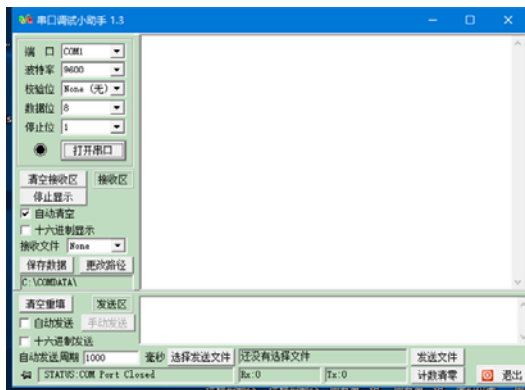 串口调试小助手 1.3
端 口 COM1
波特率 9600
校验位 None (无)
数据位 8
停止位 1
打开串口
清空接收区 接收区
停止显示
自动清空
十六进制显示
接收文件 None
保存数据 更改路径
C:\COMDATA\
清空重填 发送区
自动发送 手动发送
十六进制发送
自动发送周期 1000 毫秒 选择发送文件 还没有选择文件 发送文件
STATUS:COM Port Closed Rx:0 Tx:0 计数清零 退出